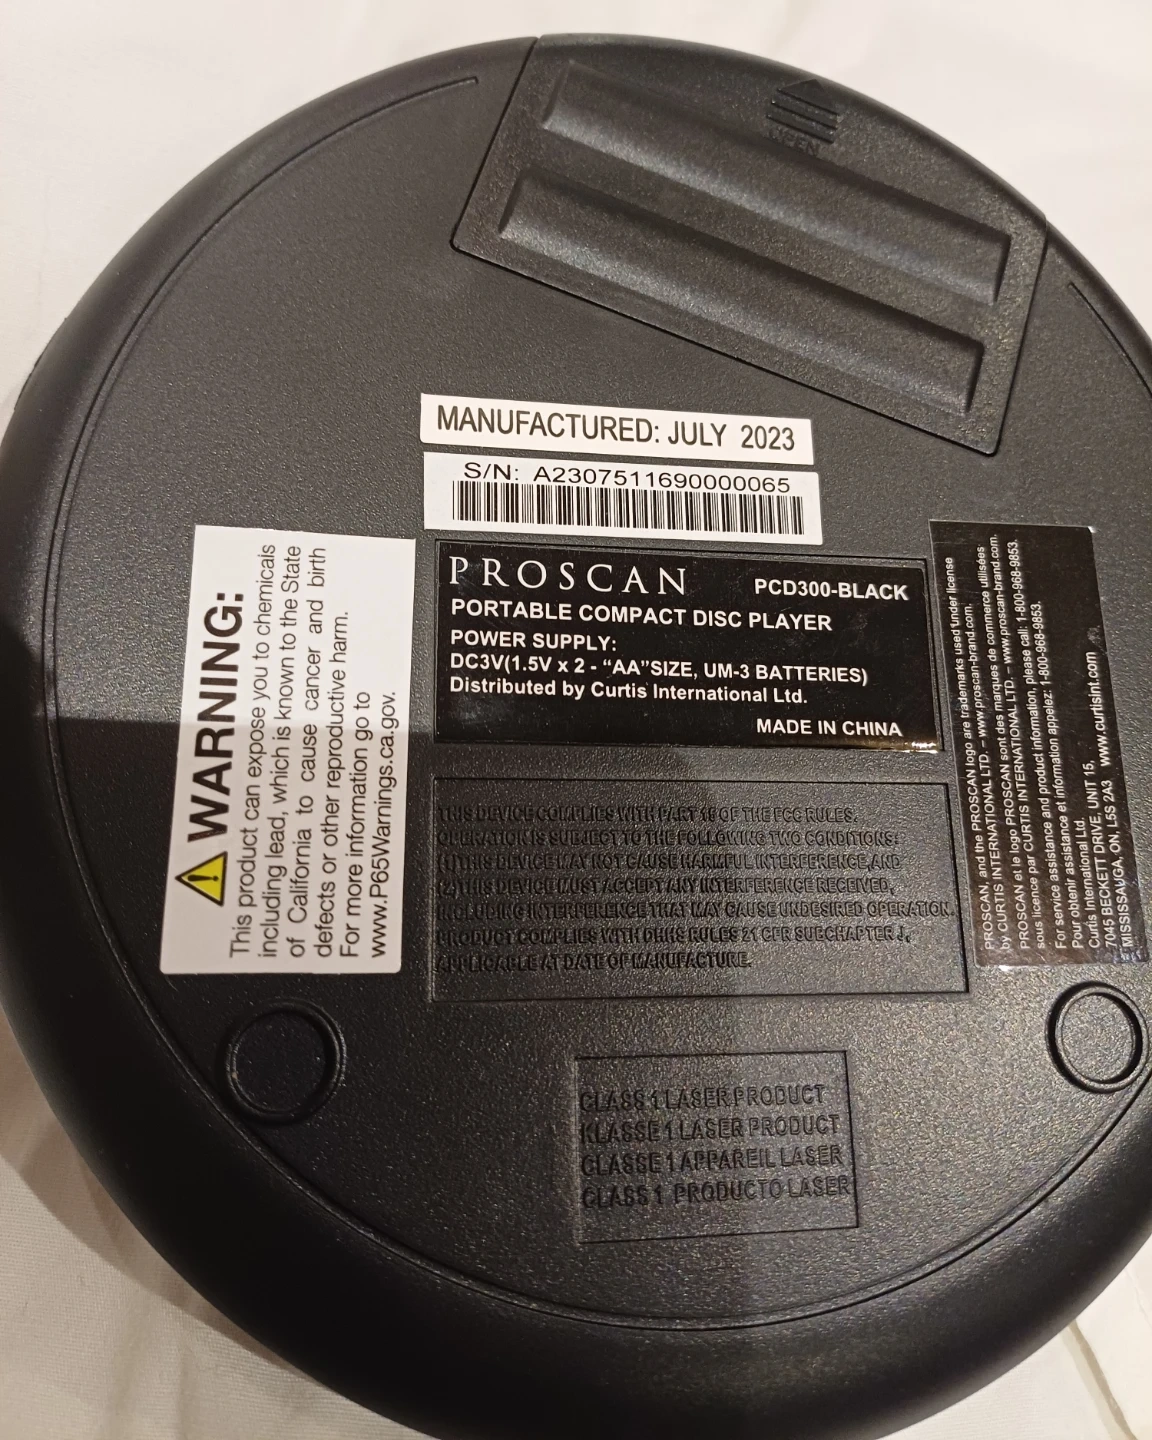 OPEN
MANUFACTURED: JULY 2023
S/N: A2307511690000065
PROSCAN PCD300-BLACK
PORTABLE COMPACT DISC PLAYER
POWER SUPPLY:
DC3V(1.5V x 2 - “AA”SIZE, UM-3 BATTERIES)
Distributed by Curtis International Ltd.
MADE IN CHINA
WARNING:
This product can expose you to chemicals
including lead, which is known to the State
of California to cause cancer and birth
defects or other reproductive harm.
For more information go to
www.P65Warnings.ca.gov.
PROSCAN, and the PROSCAN logo are trademarks used under license
by CURTIS INTERNATIONAL LTD. – www.proscan-brand.com.
PROSCAN et le logo PROSCAN sont des marques de commerce utilisées
sous licence par CURTIS INTERNATIONAL LTD. – www.proscan-brand.com.
For service assistance and product information, please call: 1-800-968-9853.
Pour obtenir assistance et information appelez: 1-800-968-9853.
Curtis International Ltd.
7045 BECKETT DRIVE, UNIT 15,
MISSISSAUGA, ON, L5S 2A3 www.curtisint.com
THIS DEVICE COMPLIES WITH PART 15 OF THE FCC RULES.
OPERATION IS SUBJECT TO THE FOLLOWING TWO CONDITIONS:
(1)THIS DEVICE MAY NOT CAUSE HARMFUL INTERFERENCE,AND
(2)THIS DEVICE MUST ACCEPT ANY INTERFERENCE RECEIVED,
INCLUDING INTERFERENCE THAT MAY CAUSE UNDESIRED OPERATION.
PRODUCT COMPLIES WITH DHHS RULES 21 CFR SUBCHAPTER J,
APPLICABLE AT DATE OF MANUFACTURE.
CLASS 1 LASER PRODUCT
KLASSE 1 LASER PRODUCT
CLASSE 1 APPAREIL LASER
CLASS 1 PRODUCTO LASER